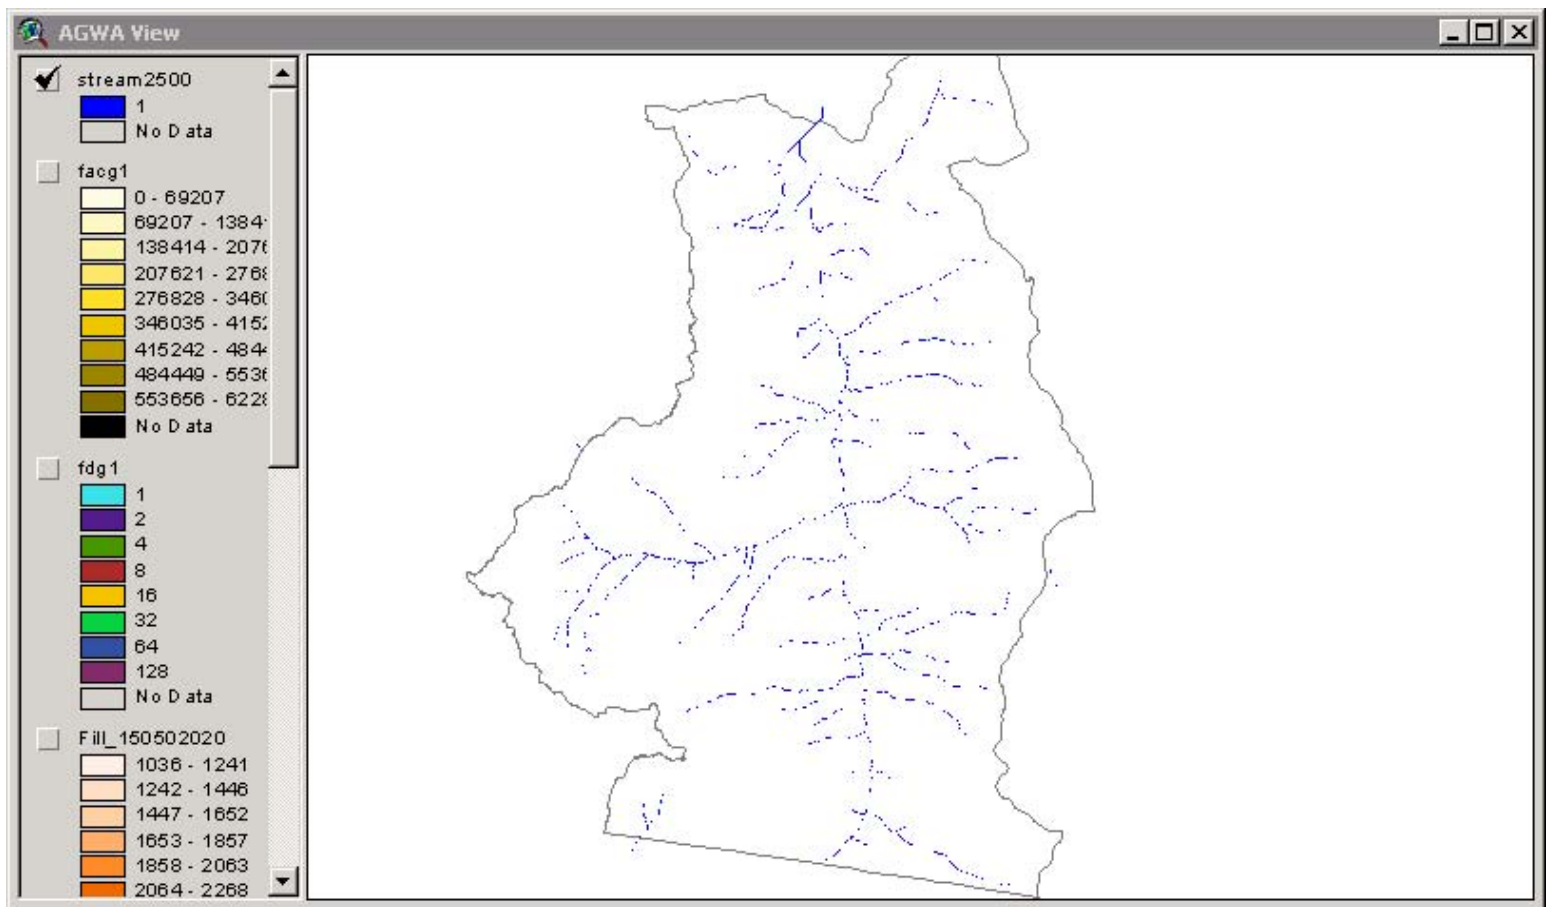 AGWA View
stream2500
1
No Data
facg1
0 - 69207
69207 - 1384
138414 - 2076
207621 - 2768
276828 - 3460
346035 - 4152
415242 - 484
484449 - 5536
553656 - 6228
No Data
fdg1
1
2
4
8
16
32
64
128
No Data
Fill_150502020
1036 - 1241
1242 - 1446
1447 - 1652
1653 - 1857
1858 - 2063
2064 - 2268